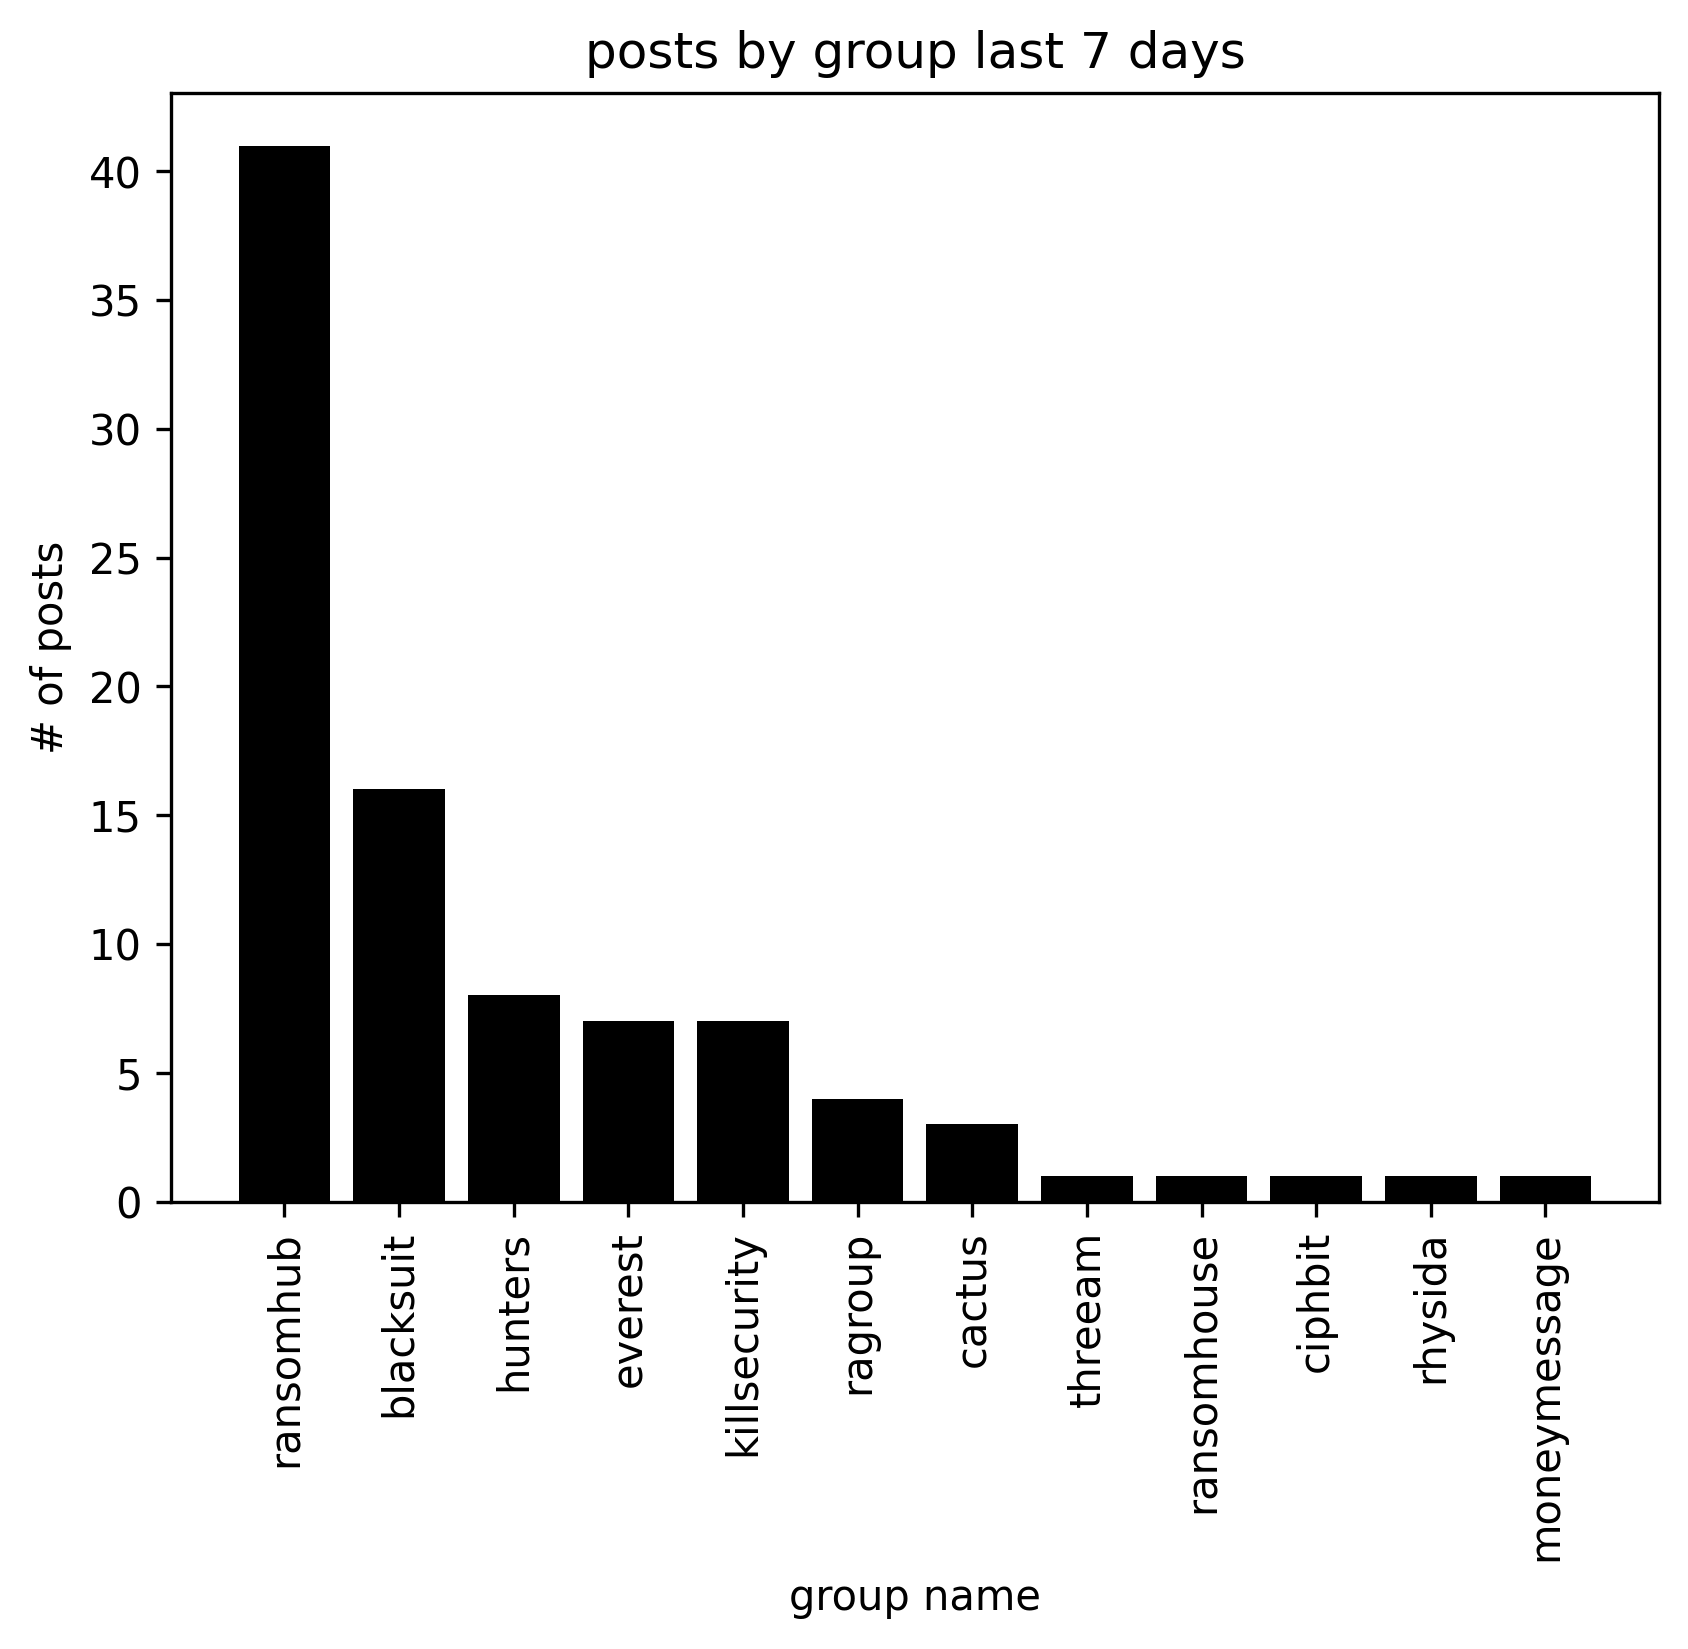 posts by group last 7 days
# of posts
40
35
30
25
20
15
10
5
0
ransomhub
blacksuit
hunters
everest
killsecurity
ragroup
cactus
threeam
ransomhouse
ciphbit
rhysida
moneymessage
group name